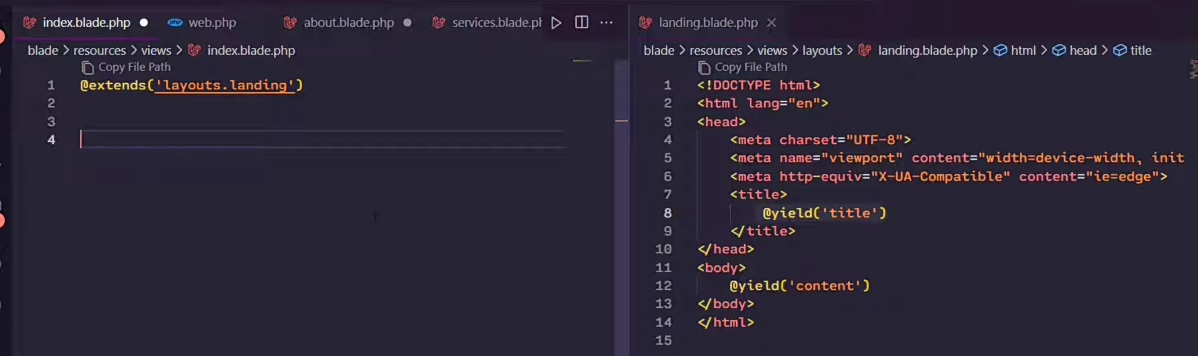 index.blade.php
web.php
about.blade.php
services.blade.ph
blade > resources > views > index.blade.php
Copy File Path
1 @extends('layouts.landing')
2
3
4
landing.blade.php
blade > resources > views > layouts > landing.blade.php > html > head > title
Copy File Path
1 <!DOCTYPE html>
2 <html lang="en">
3 <head>
4 <meta charset="UTF-8">
5 <meta name="viewport" content="width=device-width, init
6 <meta http-equiv="X-UA-Compatible" content="ie=edge">
7 <title>
8 @yield('title')
9 </title>
10 </head>
11 <body>
12 @yield('content')
13 </body>
14 </html>
15